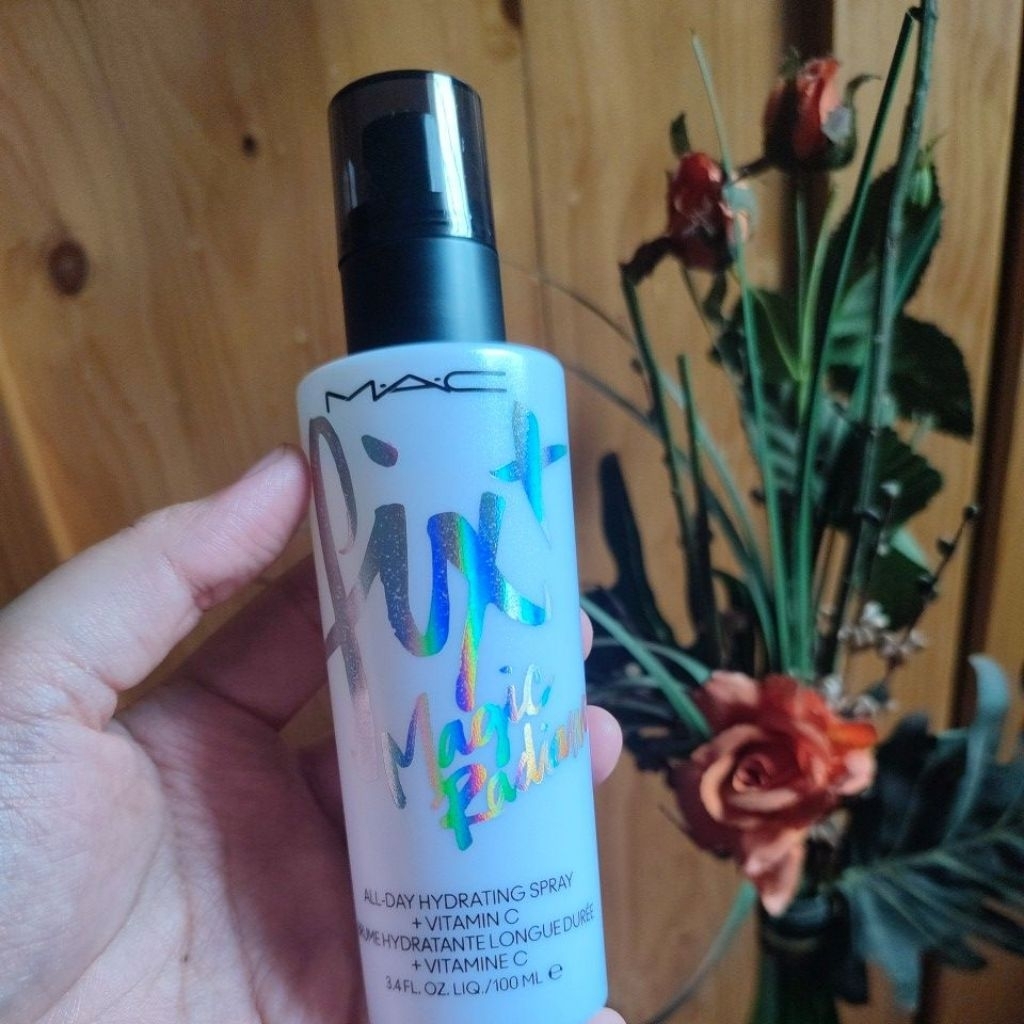 M·A·C
fix+
Magic
Radian
ALL-DAY HYDRATING SPRAY
+ VITAMIN C
BRUME HYDRATANTE LONGUE DURÉE
+ VITAMINE C
3.4 FL. OZ. LIQ./100 ML ℮